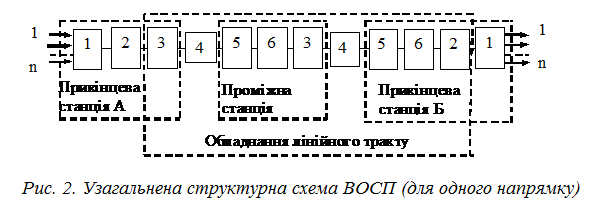 1
n
1 2 3 4 5 6 3 4 5 6 2 1
1
n
Прикінцева
станція А
Проміжна
станція
Прикінцева
станція Б
Обладнання лінійного тракту
Рис. 2. Узагальнена структурна схема ВОСП (для одного напрямку)